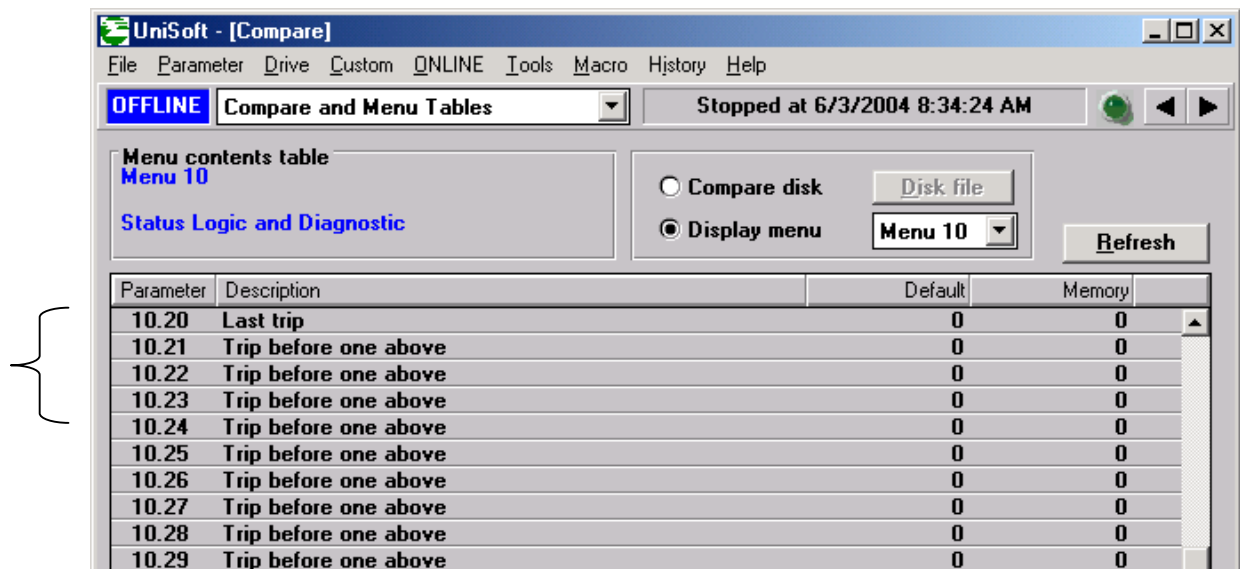 UniSoft - [Compare]
File Parameter Drive Custom ONLINE Tools Macro History Help
OFFLINE Compare and Menu Tables Stopped at 6/3/2004 8:34:24 AM
Menu contents table
Menu 10
Status Logic and Diagnostic
Compare disk Disk file
Display menu Menu 10
Refresh
Parameter Description Default Memory
10.20 Last trip 0 0
10.21 Trip before one above 0 0
10.22 Trip before one above 0 0
10.23 Trip before one above 0 0
10.24 Trip before one above 0 0
10.25 Trip before one above 0 0
10.26 Trip before one above 0 0
10.27 Trip before one above 0 0
10.28 Trip before one above 0 0
10.29 Trip before one above 0 0